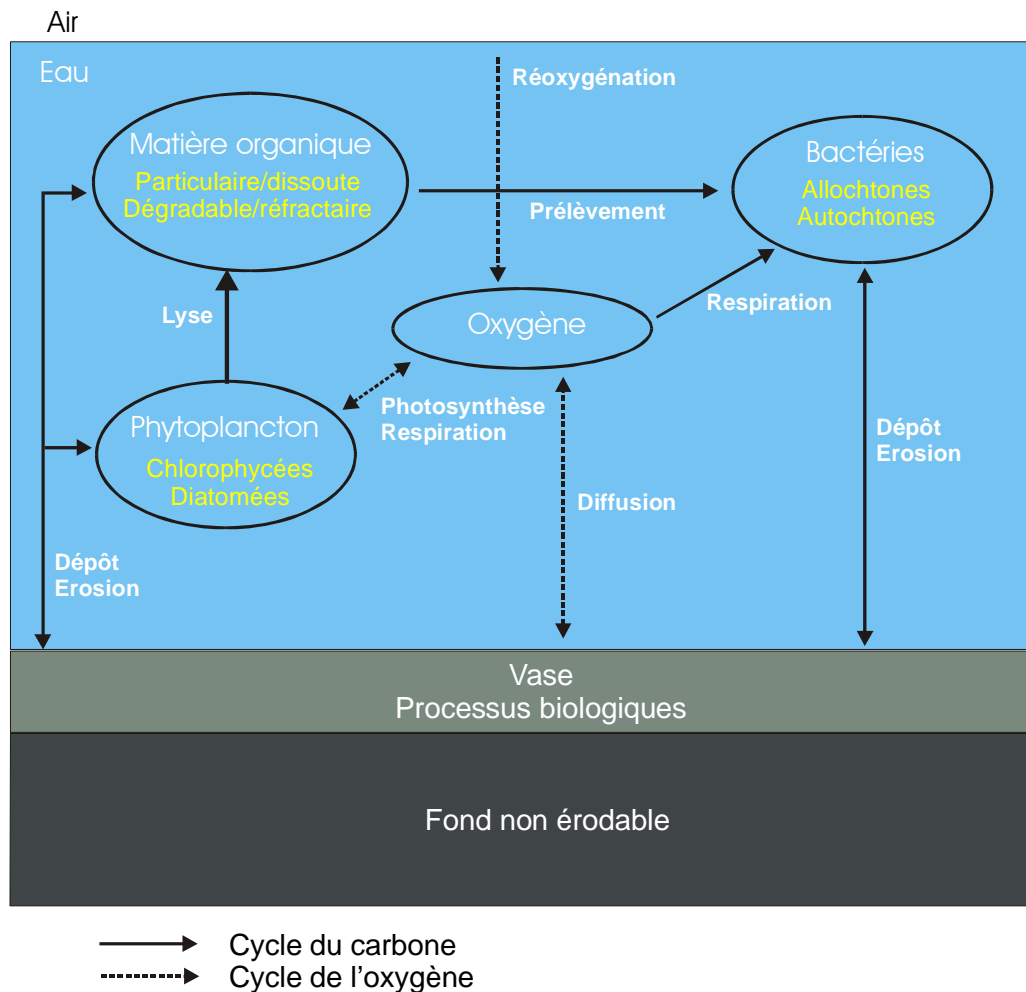 Air
Eau
Réoxygénation
Matière organique
Particulaire/dissoute
Dégradable/réfractaire
Bactéries
Allochtones
Autochtones
Prélèvement
Lyse
Oxygène
Respiration
Phytoplancton
Chlorophycées
Diatomées
Photosynthèse
Respiration
Dépôt
Erosion
Diffusion
Dépôt
Erosion
Vase
Processus biologiques
Fond non érodable
Cycle du carbone
Cycle de l'oxygène